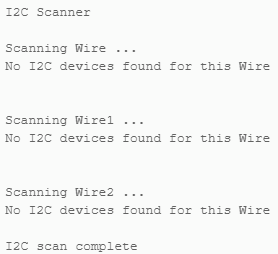 I2C Scanner
Scanning Wire ...
No I2C devices found for this Wire
Scanning Wire1 ...
No I2C devices found for this Wire
Scanning Wire2 ...
No I2C devices found for this Wire
I2C scan complete